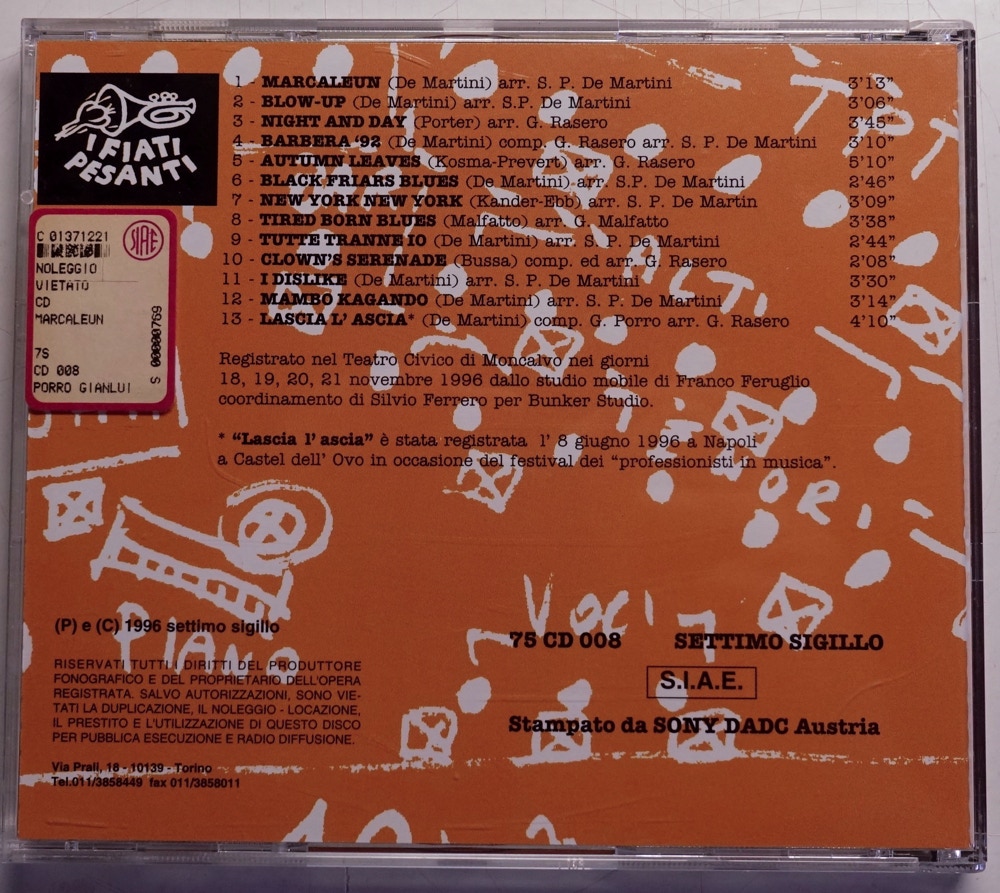 I FIATI
PESANTI
1 - MARCALEUN (De Martini) arr. S. P. De Martini 3'13"
2 - BLOW-UP (De Martini) arr. S.P. De Martini 3'06"
3 - NIGHT AND DAY (Porter) arr. G. Rasero 3'45"
4 - BARBERA '92 (De Martini) comp. G. Rasero arr. S. P. De Martini 3'10"
5 - AUTUMN LEAVES (Kosma-Prevert) arr. G. Rasero 5'10"
6 - BLACK FRIARS BLUES (De Martini) arr. S.P. De Martini 2'46"
7 - NEW YORK NEW YORK (Kander-Ebb) arr. S. P. De Martin 3'09"
8 - TIRED BORN BLUES (Malfatto) arr. G. Malfatto 3'38"
9 - TUTTE TRANNE IO (De Martini) arr. S. P. De Martini 2'44"
10 - CLOWN'S SERENADE (Bussa) comp. ed arr. G. Rasero 2'08"
11 - I DISLIKE (De Martini) arr. S. P. De Martini 3'30"
12 - MAMBO KAGANDO (De Martini) arr. S. P. De Martini 3'14"
13 - LASCIA L' ASCIA* (De Martini) comp. G. Porro arr. G. Rasero 4'10"
C 01371221
SIAE
NOLEGGIO
VIETATO
CD
MARCALEUN
7S
CD 008
PORRO GIANLUI
S 00600769
Registrato nel Teatro Civico di Moncalvo nei giorni
18, 19, 20, 21 novembre 1996 dallo studio mobile di Franco Feruglio
coordinamento di Silvio Ferrero per Bunker Studio.
* "Lascia l' ascia" è stata registrata l' 8 giugno 1996 a Napoli
a Castel dell' Ovo in occasione del festival dei "professionisti in musica".
VOCI
PIANO
(P) e (C) 1996 settimo sigillo
RISERVATI TUTTI I DIRITTI DEL PRODUTTORE
FONOGRAFICO E DEL PROPRIETARIO DELL'OPERA
REGISTRATA. SALVO AUTORIZZAZIONI, SONO VIE-
TATI LA DUPLICAZIONE, IL NOLEGGIO - LOCAZIONE,
IL PRESTITO E L'UTILIZZAZIONE DI QUESTO DISCO
PER PUBBLICA ESECUZIONE E RADIO DIFFUSIONE.
Via Prali, 18 - 10139 - Torino
Tel.011/3858449 fax 011/3858011
75 CD 008 SETTIMO SIGILLO
S.I.A.E.
Stampato da SONY DADC Austria